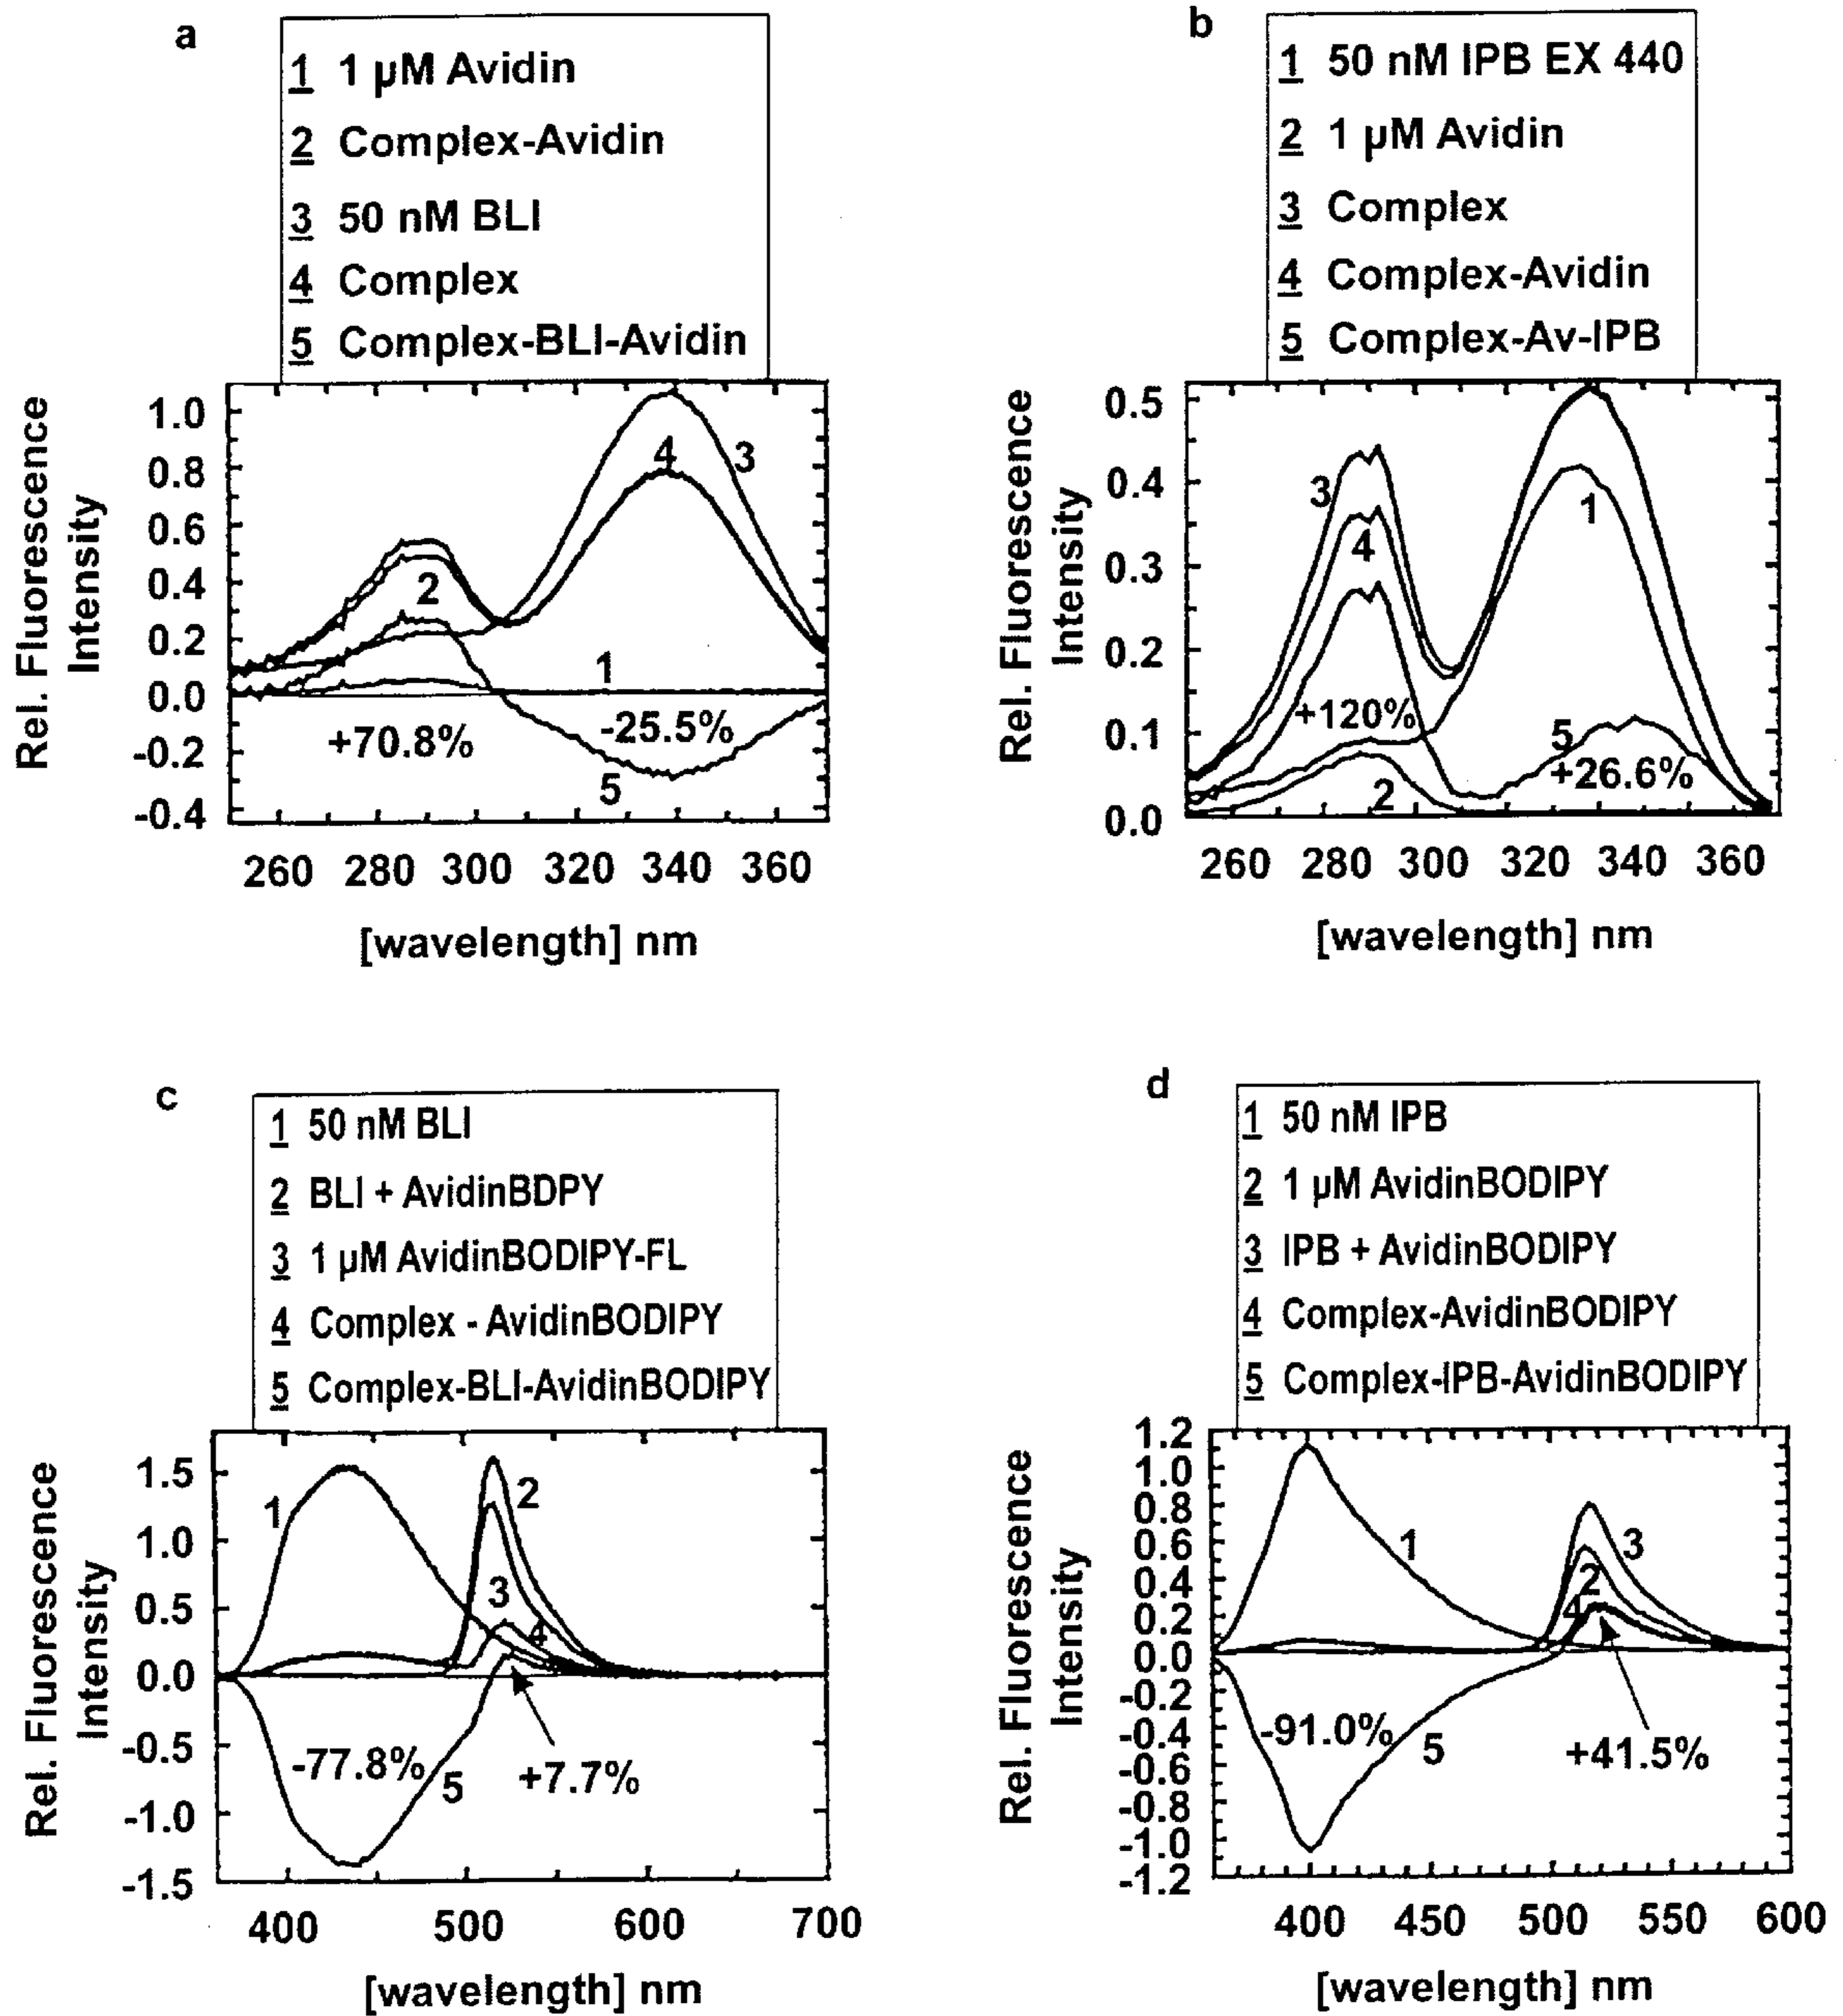 a
1 1 µM Avidin
2 Complex-Avidin
3 50 nM BLI
4 Complex
5 Complex-BLI-Avidin
Rel. Fluorescence
Intensity
1.0
0.8
0.6
0.4
0.2
0.0
-0.2
-0.4
3
4
2
1
+70.8%
-25.5%
5
260 280 300 320 340 360
[wavelength] nm
b
1 50 nM IPB EX 440
2 1 µM Avidin
3 Complex
4 Complex-Avidin
5 Complex-Av-IPB
Rel. Fluorescence
Intensity
0.5
0.4
0.3
0.2
0.1
0.0
3
4
1
+120%
5
+26.6%
2
260 280 300 320 340 360
[wavelength] nm
c
1 50 nM BLI
2 BLI + AvidinBDPY
3 1 µM AvidinBODIPY-FL
4 Complex - AvidinBODIPY
5 Complex-BLI-AvidinBODIPY
Rel. Fluorescence
Intensity
1.5
1.0
0.5
0.0
-0.5
-1.0
-1.5
1
2
3
4
-77.8%
5
+7.7%
400 500 600 700
[wavelength] nm
d
1 50 nM IPB
2 1 µM AvidinBODIPY
3 IPB + AvidinBODIPY
4 Complex-AvidinBODIPY
5 Complex-IPB-AvidinBODIPY
Rel. Fluorescence
Intensity
1.2
1.0
0.8
0.6
0.4
0.2
0.0
-0.2
-0.4
-0.6
-0.8
-1.0
-1.2
1
3
2
4
-91.0%
5
+41.5%
400 450 500 550 600
[wavelength] nm